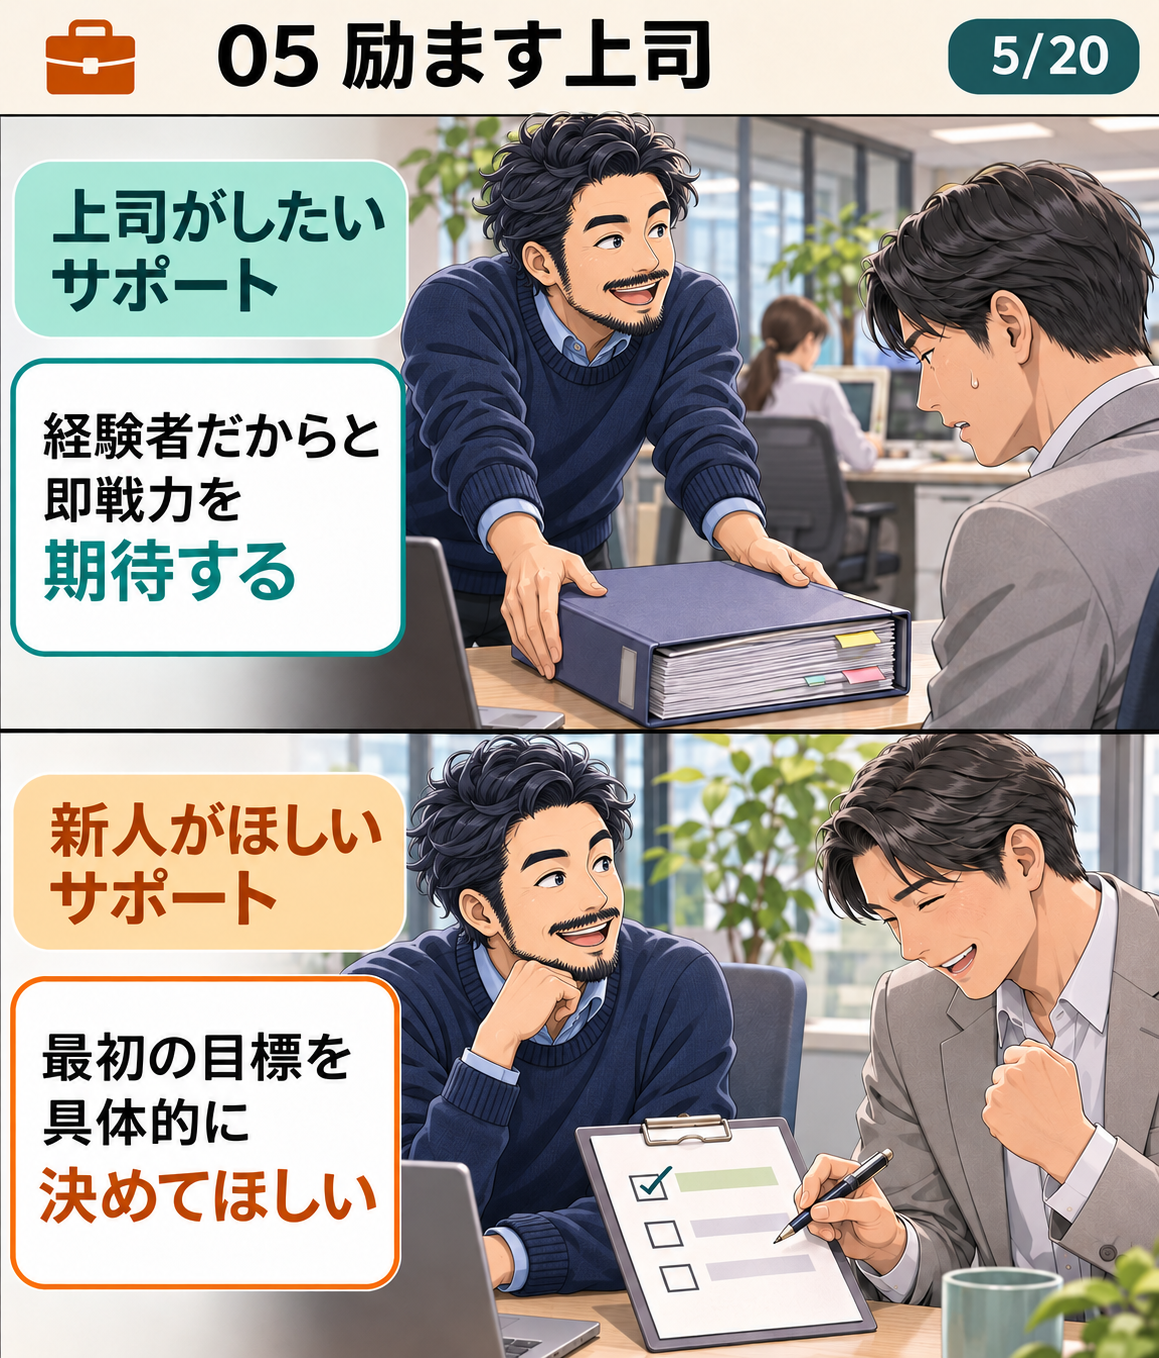 05 励ます上司
5/20
上司がしたい
サポート
経験者だからと
即戦力を
期待する
新人がほしい
サポート
最初の目標を
具体的に
決めてほしい